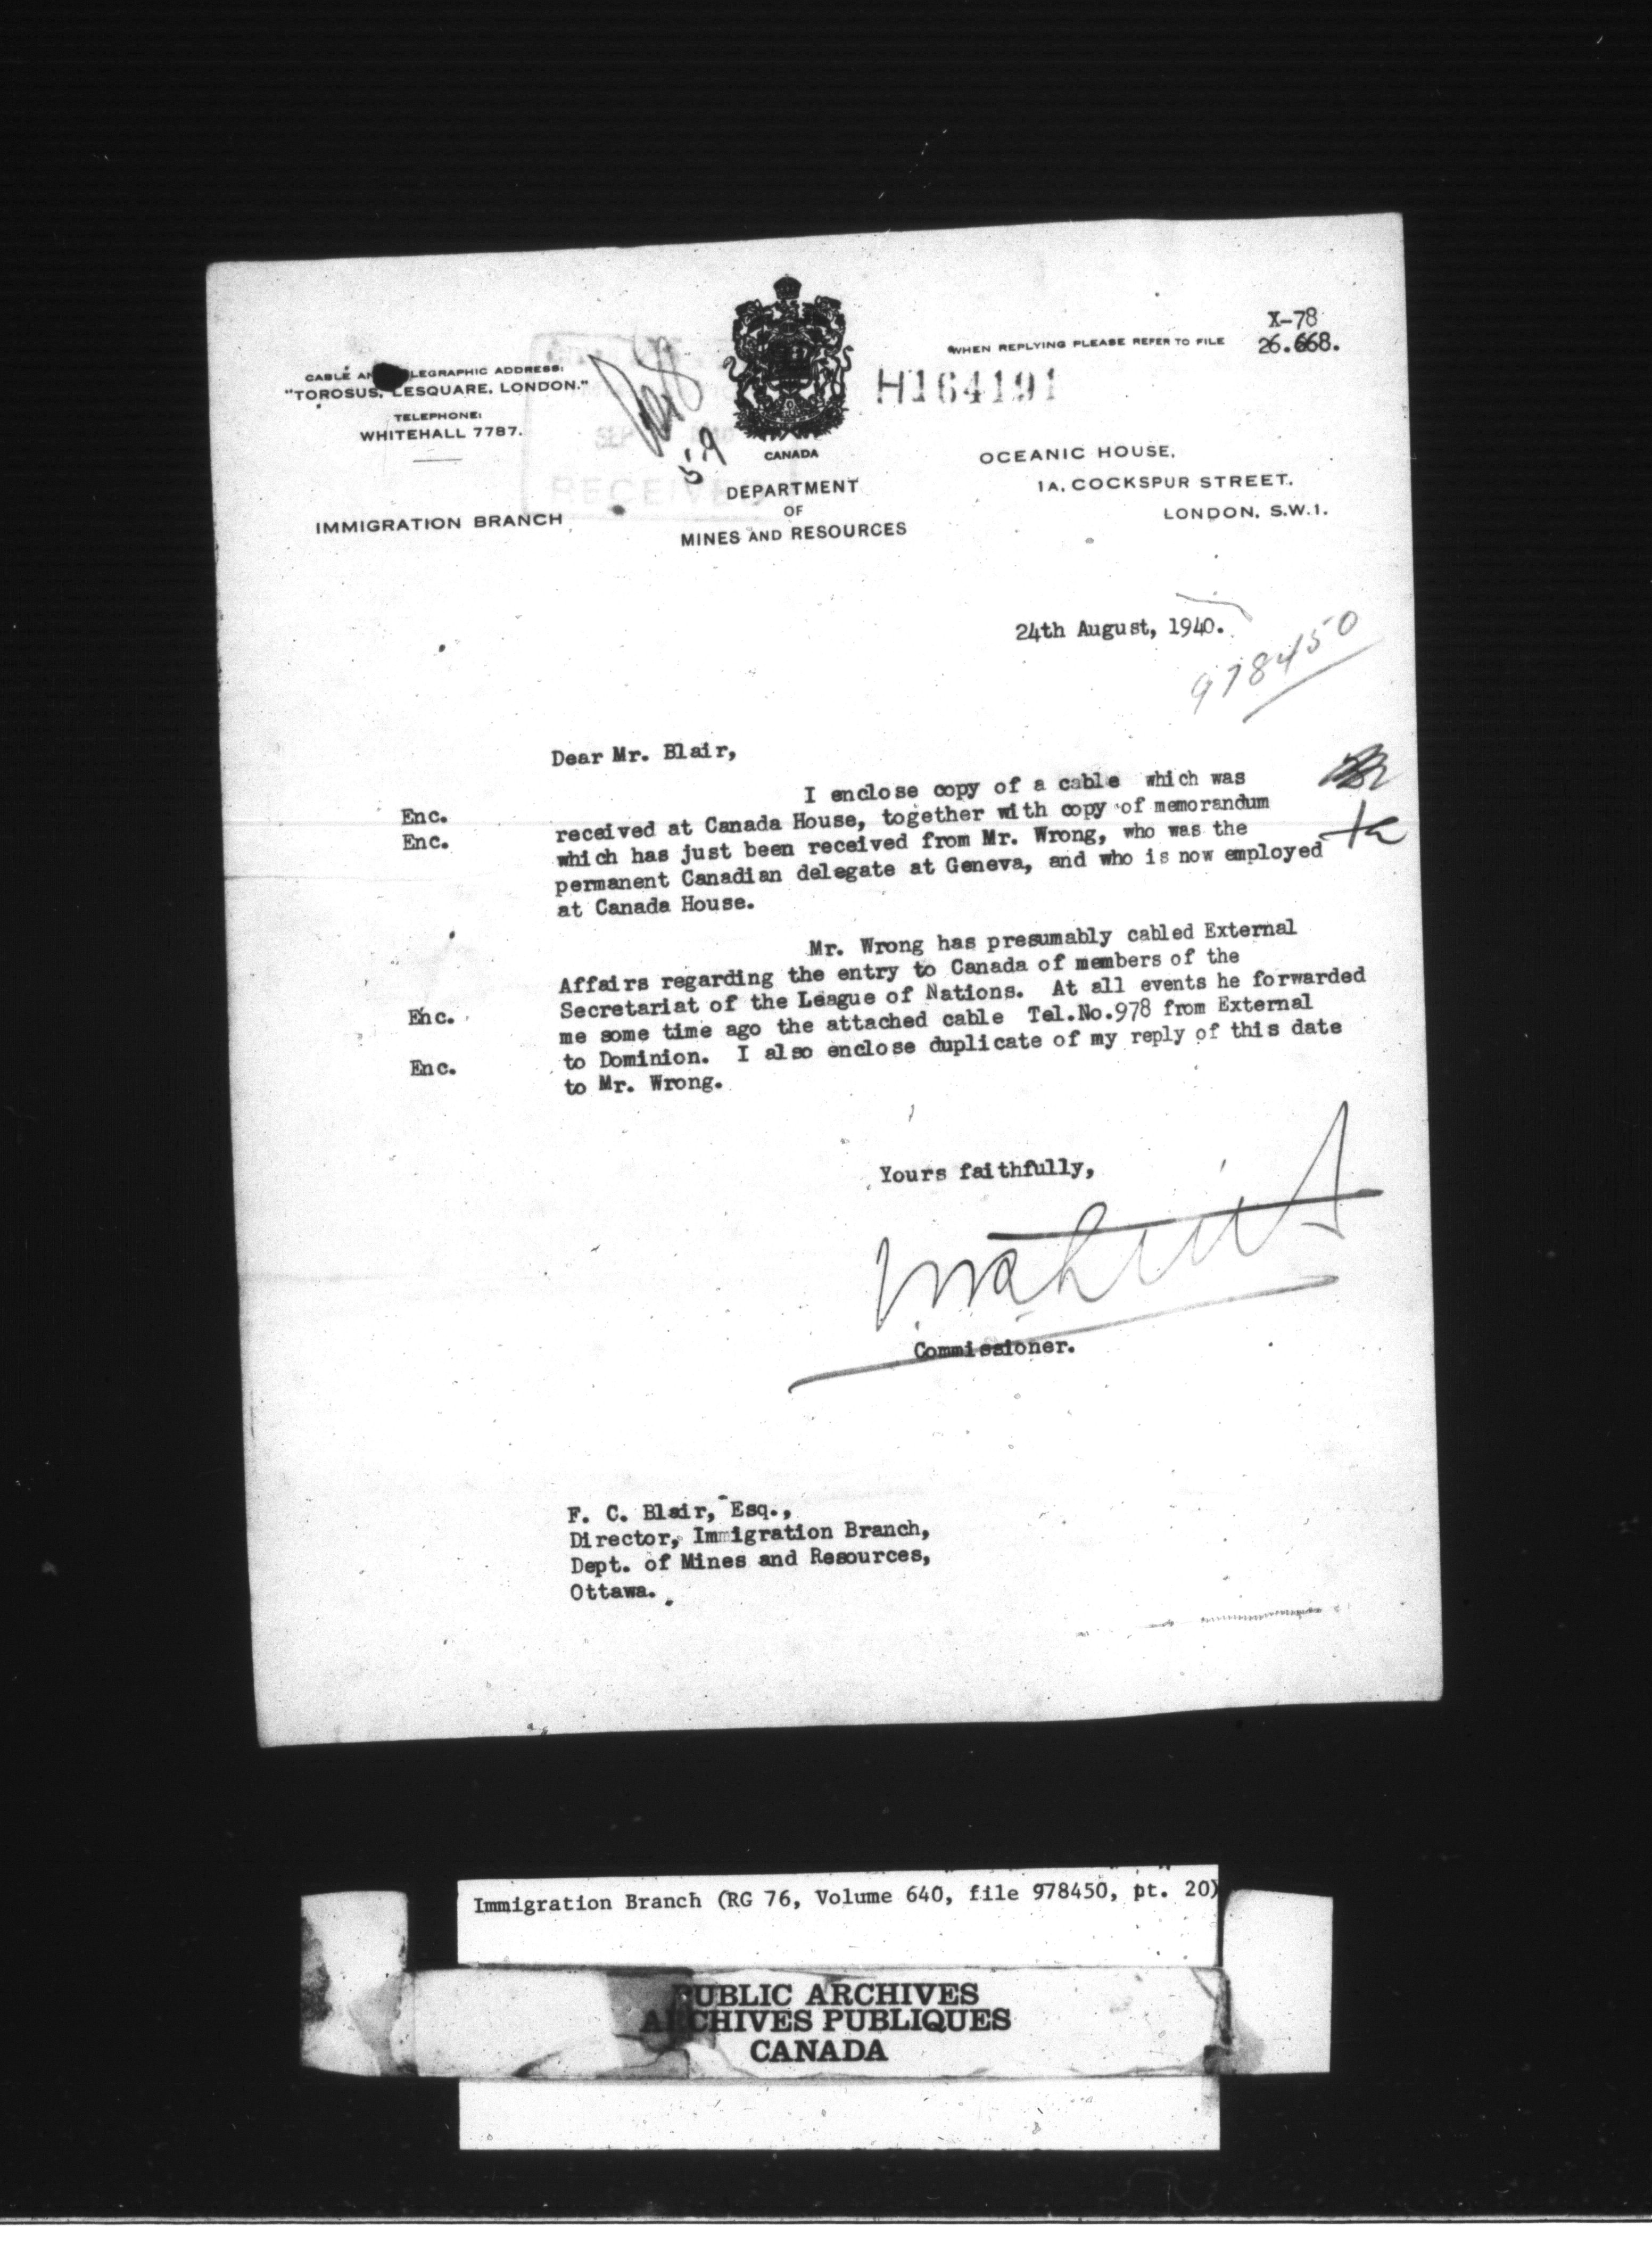 X-78
WHEN REPLYING PLEASE REFER TO FILE 26.668.
H164191
CABLE AN LEGRAPHIC ADDRESS:
"TOROSUS, LESQUARE, LONDON."
TELEPHONE:
WHITEHALL 7787.
SEP
RECEIVED
5.9
CANADA
DEPARTMENT
OF
MINES AND RESOURCES
IMMIGRATION BRANCH
OCEANIC HOUSE,
1A, COCKSPUR STREET,
LONDON, S.W.1.
24th August, 1940.
978450
Dear Mr. Blair,
I enclose copy of a cable which was
Enc. received at Canada House, together with copy of memorandum
Enc. which has just been received from Mr. Wrong, who was the
permanent Canadian delegate at Geneva, and who is now employed
at Canada House.
Mr. Wrong has presumably cabled External
Affairs regarding the entry to Canada of members of the
Secretariat of the League of Nations. At all events he forwarded
Enc. me some time ago the attached cable Tel.No.978 from External
to Dominion. I also enclose duplicate of my reply of this date
Enc. to Mr. Wrong.
Yours faithfully,
Commissioner.
F. C. Blair, Esq.,
Director, Immigration Branch,
Dept. of Mines and Resources,
Ottawa.
Immigration Branch (RG 76, Volume 640, file 978450, pt. 20)
PUBLIC ARCHIVES
ARCHIVES PUBLIQUES
CANADA